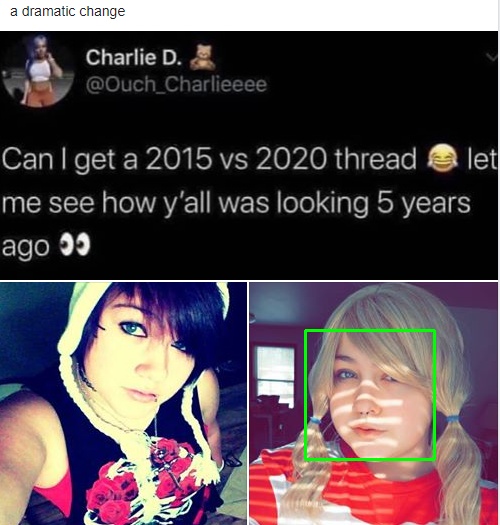 a dramatic change
Charlie D. 🧸
@Ouch_Charlieeee
Can I get a 2015 vs 2020 thread 😂 let
me see how y'all was looking 5 years
ago 👀